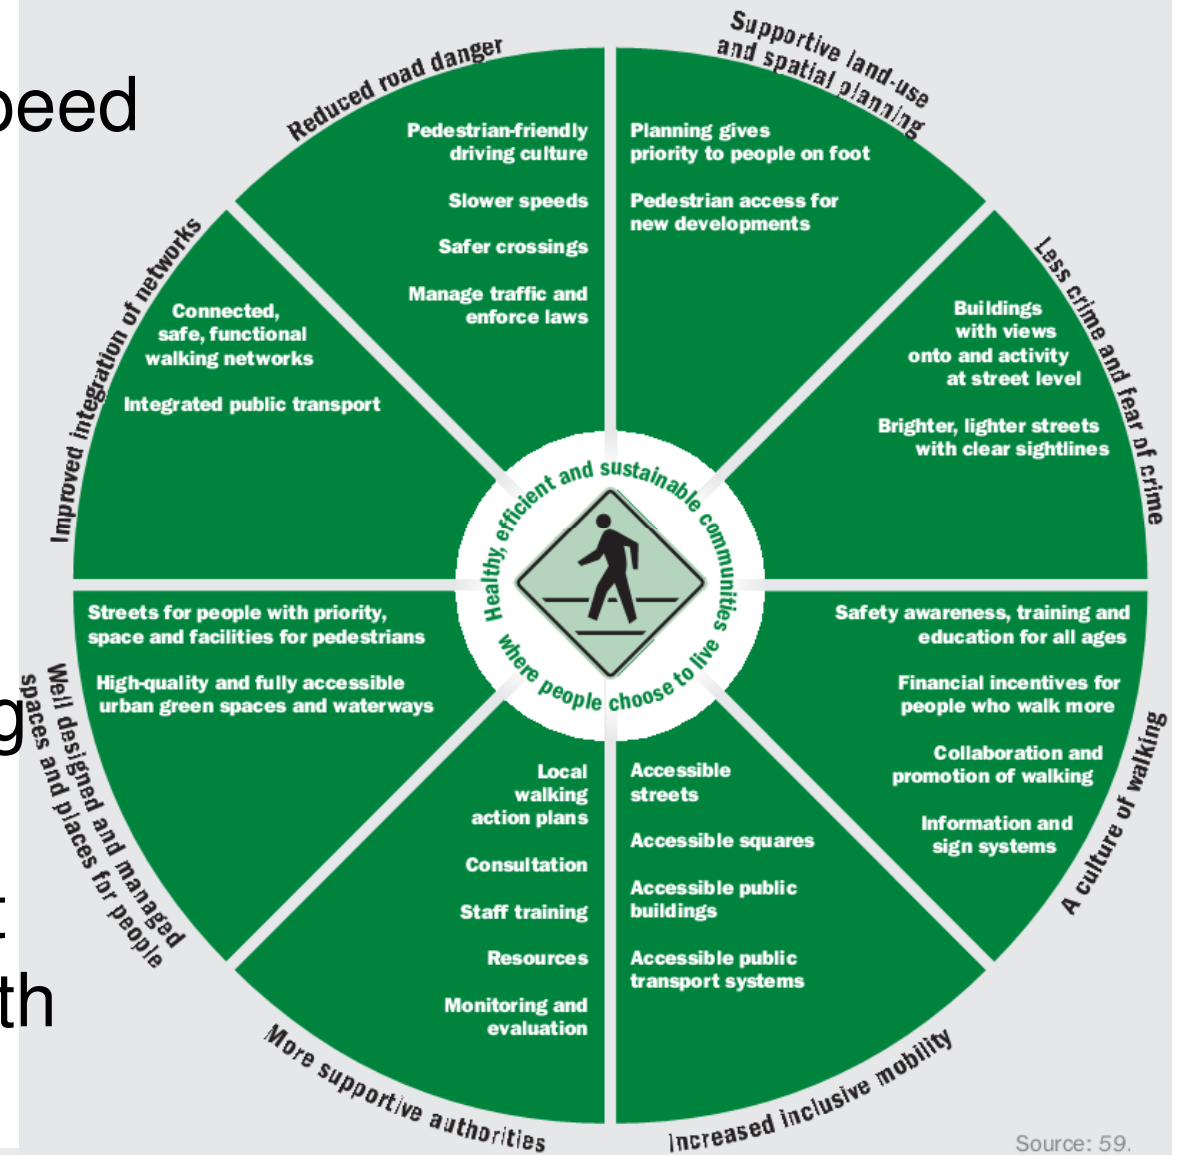 peed
g
t
th
Supportive land-use
and spatial planning
Planning gives
priority to people on foot
Pedestrian access for
new developments
Less crime and fear of crime
Buildings
with views
onto and activity
at street level
Brighter, lighter streets
with clear sightlines
A culture of walking
Safety awareness, training and
education for all ages
Financial incentives for
people who walk more
Collaboration and
promotion of walking
Information and
sign systems
Increased inclusive mobility
Accessible
streets
Accessible squares
Accessible public
buildings
Accessible public
transport systems
More supportive authorities
Local
walking
action plans
Consultation
Staff training
Resources
Monitoring and
evaluation
Well designed and managed
spaces and places for people
Streets for people with priority,
space and facilities for pedestrians
High-quality and fully accessible
urban green spaces and waterways
Improved integration of networks
Connected,
safe, functional
walking networks
Integrated public transport
Reduced road danger
Pedestrian-friendly
driving culture
Slower speeds
Safer crossings
Manage traffic and
enforce laws
Healthy, efficient and sustainable communities
where people choose to live
Source: 59.